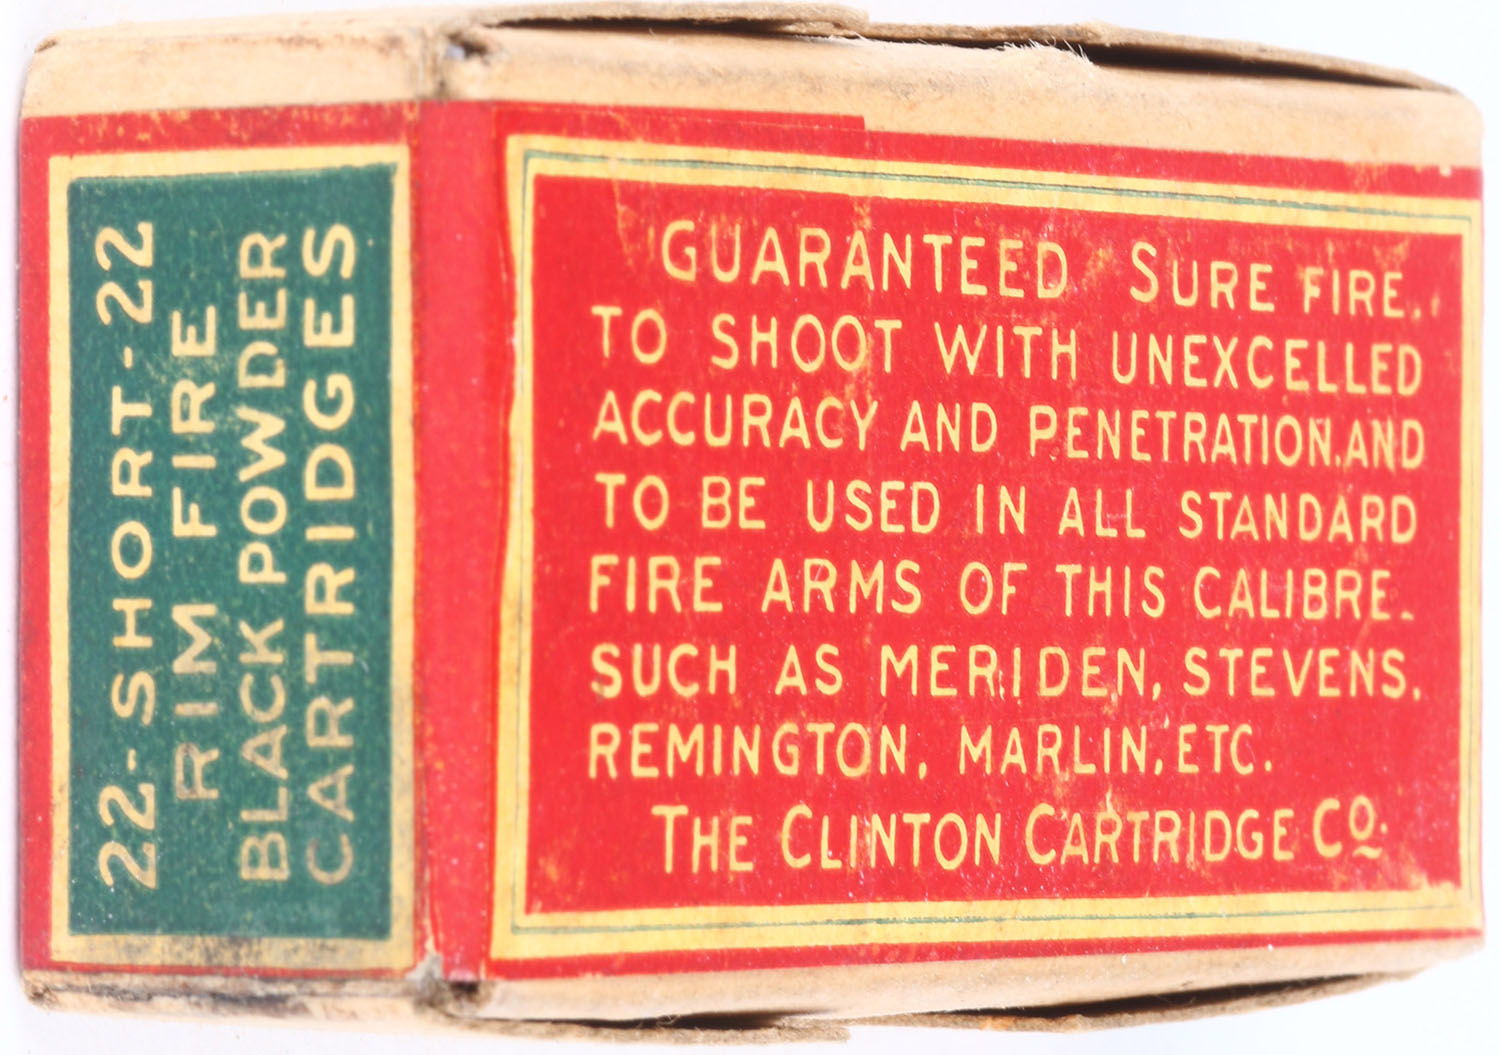 22-SHORT-22
RIM FIRE
BLACK POWDER
CARTRIDGES
GUARANTEED SURE FIRE.
TO SHOOT WITH UNEXCELLED
ACCURACY AND PENETRATION, AND
TO BE USED IN ALL STANDARD
FIRE ARMS OF THIS CALIBRE.
SUCH AS MERIDEN, STEVENS,
REMINGTON, MARLIN, ETC.
THE CLINTON CARTRIDGE CO.